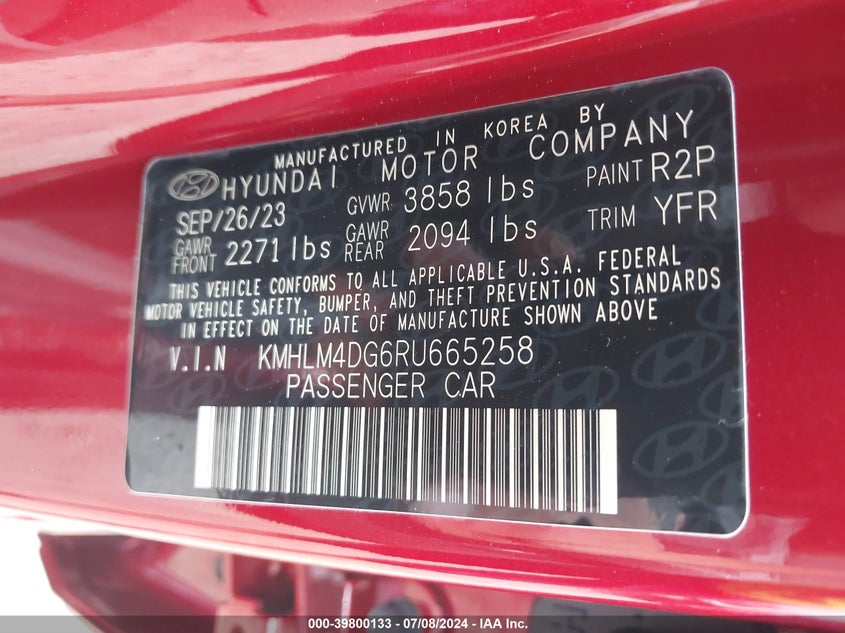 MANUFACTURED IN KOREA BY
HYUNDAI MOTOR COMPANY
SEP/26/23 GVWR 3858 lbs PAINT R2P
GAWR FRONT 2271 lbs GAWR REAR 2094 lbs TRIM YFR
THIS VEHICLE CONFORMS TO ALL APPLICABLE U.S.A. FEDERAL
MOTOR VEHICLE SAFETY, BUMPER, AND THEFT PREVENTION STANDARDS
IN EFFECT ON THE DATE OF MANUFACTURE SHOWN ABOVE
V.I.N KMHLM4DG6RU665258
PASSENGER CAR
000-39800133 - 07/08/2024 - IAA Inc.